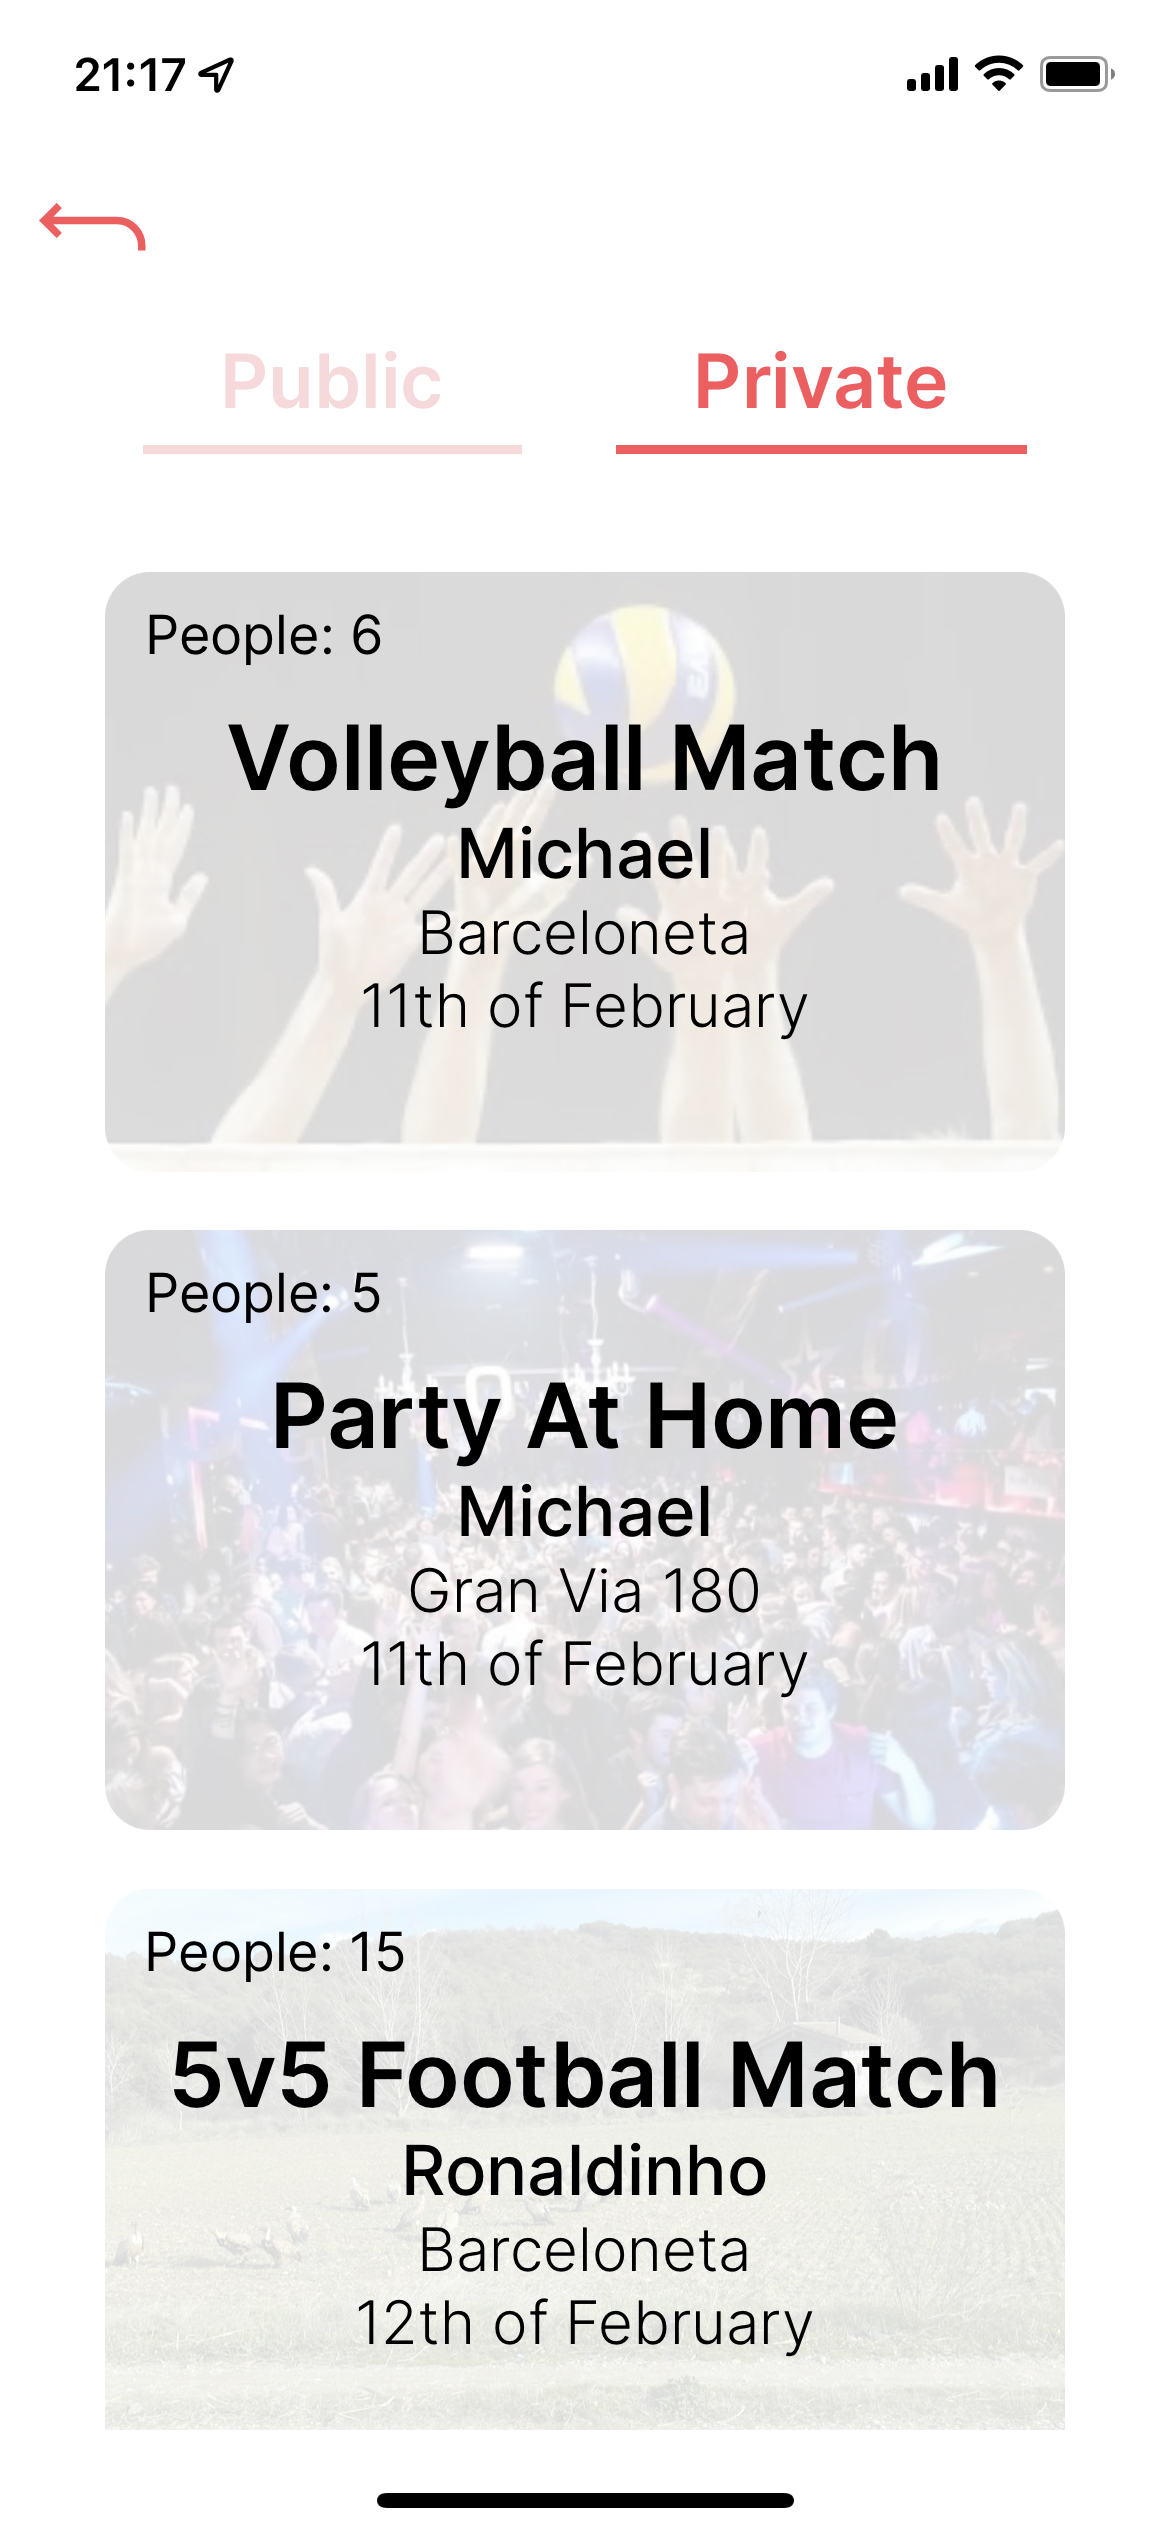 21:17
Public Private
People: 6
Volleyball Match
Michael
Barceloneta
11th of February
People: 5
Party At Home
Michael
Gran Via 180
11th of February
People: 15
5v5 Football Match
Ronaldinho
Barceloneta
12th of February